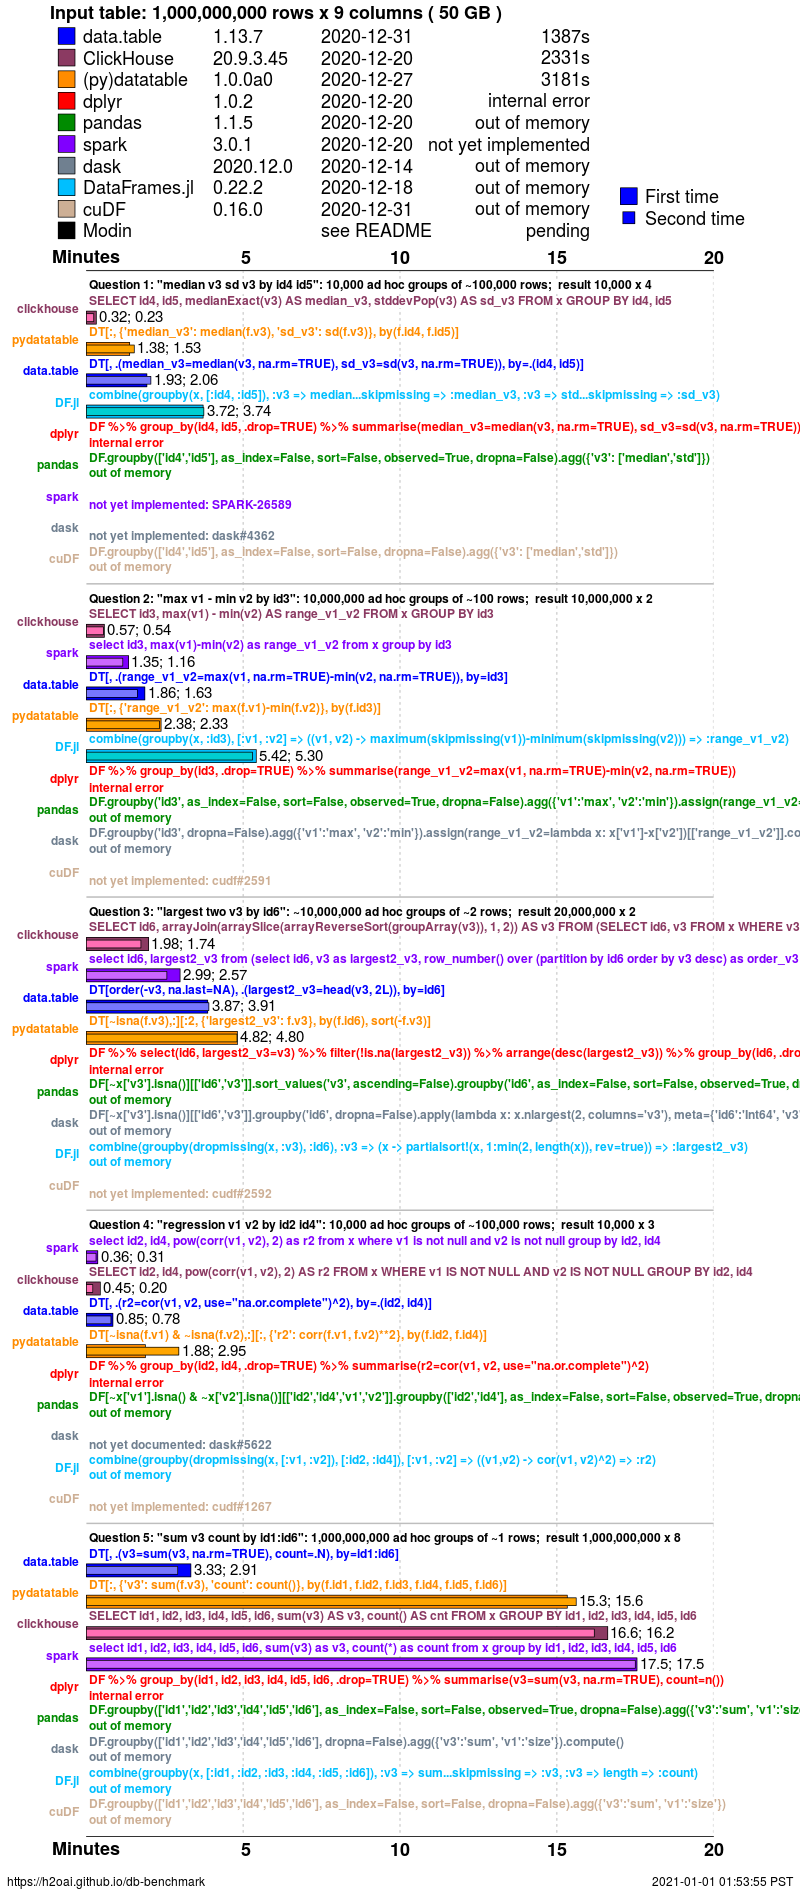 Input table: 1,000,000,000 rows x 9 columns ( 50 GB )
data.table 1.13.7 2020-12-31 1387s
ClickHouse 20.9.3.45 2020-12-20 2331s
(py)datatable 1.0.0a0 2020-12-27 3181s
dplyr 1.0.2 2020-12-20 internal error
pandas 1.1.5 2020-12-20 out of memory
spark 3.0.1 2020-12-20 not yet implemented
dask 2020.12.0 2020-12-14 out of memory
DataFrames.jl 0.22.2 2020-12-18 out of memory
cuDF 0.16.0 2020-12-31 out of memory
Modin see README pending
First time
Second time
Minutes 5 10 15 20
Question 1: "median v3 sd v3 by id4 id5": 10,000 ad hoc groups of ~100,000 rows; result 10,000 x 4
SELECT id4, id5, medianExact(v3) AS median_v3, stddevPop(v3) AS sd_v3 FROM x GROUP BY id4, id5
clickhouse 0.32; 0.23
DT[:, {'median_v3': median(f.v3), 'sd_v3': sd(f.v3)}, by(f.id4, f.id5)]
pydatatable 1.38; 1.53
DT[, .(median_v3=median(v3, na.rm=TRUE), sd_v3=sd(v3, na.rm=TRUE)), by=.(id4, id5)]
data.table 1.93; 2.06
combine(groupby(x, [:id4, :id5]), :v3 => median...skipmissing => :median_v3, :v3 => std...skipmissing => :sd_v3)
DF.jl 3.72; 3.74
DF %>% group_by(id4, id5, .drop=TRUE) %>% summarise(median_v3=median(v3, na.rm=TRUE), sd_v3=sd(v3, na.rm=TRUE))
dplyr internal error
DF.groupby(['id4','id5'], as_index=False, sort=False, observed=True, dropna=False).agg({'v3': ['median','std']})
pandas out of memory
spark not yet implemented: SPARK-26589
dask not yet implemented: dask#4362
DF.groupby(['id4','id5'], as_index=False, sort=False, dropna=False).agg({'v3': ['median','std']})
cuDF out of memory
Question 2: "max v1 - min v2 by id3": 10,000,000 ad hoc groups of ~100 rows; result 10,000,000 x 2
SELECT id3, max(v1) - min(v2) AS range_v1_v2 FROM x GROUP BY id3
clickhouse 0.57; 0.54
select id3, max(v1)-min(v2) as range_v1_v2 from x group by id3
spark 1.35; 1.16
DT[, .(range_v1_v2=max(v1, na.rm=TRUE)-min(v2, na.rm=TRUE)), by=id3]
data.table 1.86; 1.63
DT[:, {'range_v1_v2': max(f.v1)-min(f.v2)}, by(f.id3)]
pydatatable 2.38; 2.33
combine(groupby(x, :id3), [:v1, :v2] => ((v1, v2) -> maximum(skipmissing(v1))-minimum(skipmissing(v2))) => :range_v1_v2)
DF.jl 5.42; 5.30
DF %>% group_by(id3, .drop=TRUE) %>% summarise(range_v1_v2=max(v1, na.rm=TRUE)-min(v2, na.rm=TRUE))
dplyr internal error
DF.groupby('id3', as_index=False, sort=False, observed=True, dropna=False).agg({'v1':'max', 'v2':'min'}).assign(range_v1_v2=
pandas out of memory
DF.groupby('id3', dropna=False).agg({'v1':'max', 'v2':'min'}).assign(range_v1_v2=lambda x: x['v1']-x['v2'])[['range_v1_v2']].co
dask out of memory
cuDF not yet implemented: cudf#2591
Question 3: "largest two v3 by id6": ~10,000,000 ad hoc groups of ~2 rows; result 20,000,000 x 2
SELECT id6, arrayJoin(arraySlice(arrayReverseSort(groupArray(v3)), 1, 2)) AS v3 FROM (SELECT id6, v3 FROM x WHERE v3
clickhouse 1.98; 1.74
select id6, largest2_v3 from (select id6, v3 as largest2_v3, row_number() over (partition by id6 order by v3 desc) as order_v3
spark 2.99; 2.57
DT[order(-v3, na.last=NA), .(largest2_v3=head(v3, 2L)), by=id6]
data.table 3.87; 3.91
DT[~isna(f.v3),:][:2, {'largest2_v3': f.v3}, by(f.id6), sort(-f.v3)]
pydatatable 4.82; 4.80
DF %>% select(id6, largest2_v3=v3) %>% filter(!is.na(largest2_v3)) %>% arrange(desc(largest2_v3)) %>% group_by(id6, .dro
dplyr internal error
DF[~x['v3'].isna()][['id6','v3']].sort_values('v3', ascending=False).groupby('id6', as_index=False, sort=False, observed=True, d
pandas out of memory
DF[~x['v3'].isna()][['id6','v3']].groupby('id6', dropna=False).apply(lambda x: x.nlargest(2, columns='v3'), meta={'id6':'Int64', 'v3'
dask out of memory
combine(groupby(dropmissing(x, :v3), :id6), :v3 => (x -> partialsort!(x, 1:min(2, length(x)), rev=true)) => :largest2_v3)
DF.jl out of memory
cuDF not yet implemented: cudf#2592
Question 4: "regression v1 v2 by id2 id4": 10,000 ad hoc groups of ~100,000 rows; result 10,000 x 3
select id2, id4, pow(corr(v1, v2), 2) as r2 from x where v1 is not null and v2 is not null group by id2, id4
spark 0.36; 0.31
SELECT id2, id4, pow(corr(v1, v2), 2) AS r2 FROM x WHERE v1 IS NOT NULL AND v2 IS NOT NULL GROUP BY id2, id4
clickhouse 0.45; 0.20
DT[, .(r2=cor(v1, v2, use="na.or.complete")^2), by=.(id2, id4)]
data.table 0.85; 0.78
DT[~isna(f.v1) & ~isna(f.v2),:][:, {'r2': corr(f.v1, f.v2)**2}, by(f.id2, f.id4)]
pydatatable 1.88; 2.95
DF %>% group_by(id2, id4, .drop=TRUE) %>% summarise(r2=cor(v1, v2, use="na.or.complete")^2)
dplyr internal error
DF[~x['v1'].isna() & ~x['v2'].isna()][['id2','id4','v1','v2']].groupby(['id2','id4'], as_index=False, sort=False, observed=True, dropna
pandas out of memory
dask not yet documented: dask#5622
combine(groupby(dropmissing(x, [:v1, :v2]), [:id2, :id4]), [:v1, :v2] => ((v1,v2) -> cor(v1, v2)^2) => :r2)
DF.jl out of memory
cuDF not yet implemented: cudf#1267
Question 5: "sum v3 count by id1:id6": 1,000,000,000 ad hoc groups of ~1 rows; result 1,000,000,000 x 8
DT[, .(v3=sum(v3, na.rm=TRUE), count=.N), by=id1:id6]
data.table 3.33; 2.91
DT[:, {'v3': sum(f.v3), 'count': count()}, by(f.id1, f.id2, f.id3, f.id4, f.id5, f.id6)]
pydatatable 15.3; 15.6
SELECT id1, id2, id3, id4, id5, id6, sum(v3) AS v3, count() AS cnt FROM x GROUP BY id1, id2, id3, id4, id5, id6
clickhouse 16.6; 16.2
select id1, id2, id3, id4, id5, id6, sum(v3) as v3, count(*) as count from x group by id1, id2, id3, id4, id5, id6
spark 17.5; 17.5
DF %>% group_by(id1, id2, id3, id4, id5, id6, .drop=TRUE) %>% summarise(v3=sum(v3, na.rm=TRUE), count=n())
dplyr internal error
DF.groupby(['id1','id2','id3','id4','id5','id6'], as_index=False, sort=False, observed=True, dropna=False).agg({'v3':'sum', 'v1':'size
pandas out of memory
DF.groupby(['id1','id2','id3','id4','id5','id6'], dropna=False).agg({'v3':'sum', 'v1':'size'}).compute()
dask out of memory
combine(groupby(x, [:id1, :id2, :id3, :id4, :id5, :id6]), :v3 => sum...skipmissing => :v3, :v3 => length => :count)
DF.jl out of memory
DF.groupby(['id1','id2','id3','id4','id5','id6'], as_index=False, sort=False, dropna=False).agg({'v3':'sum', 'v1':'size'})
cuDF out of memory
Minutes 5 10 15 20
https://h2oai.github.io/db-benchmark 2021-01-01 01:53:55 PST